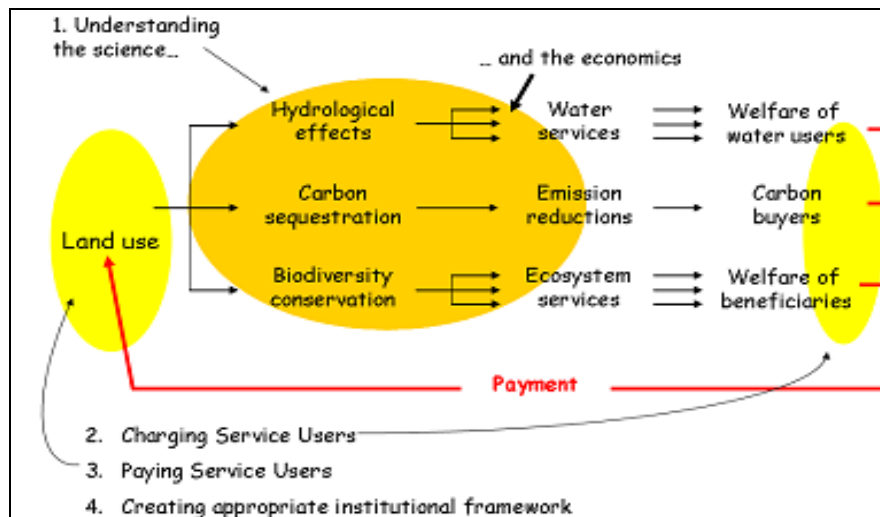 1. Understanding
the science…
… and the economics
Hydrological
effects
Water
services
Welfare of
water users
Land use
Carbon
sequestration
Emission
reductions
Carbon
buyers
Biodiversity
conservation
Ecosystem
services
Welfare of
beneficiaries
Payment
2. Charging Service Users
3. Paying Service Users
4. Creating appropriate institutional framework